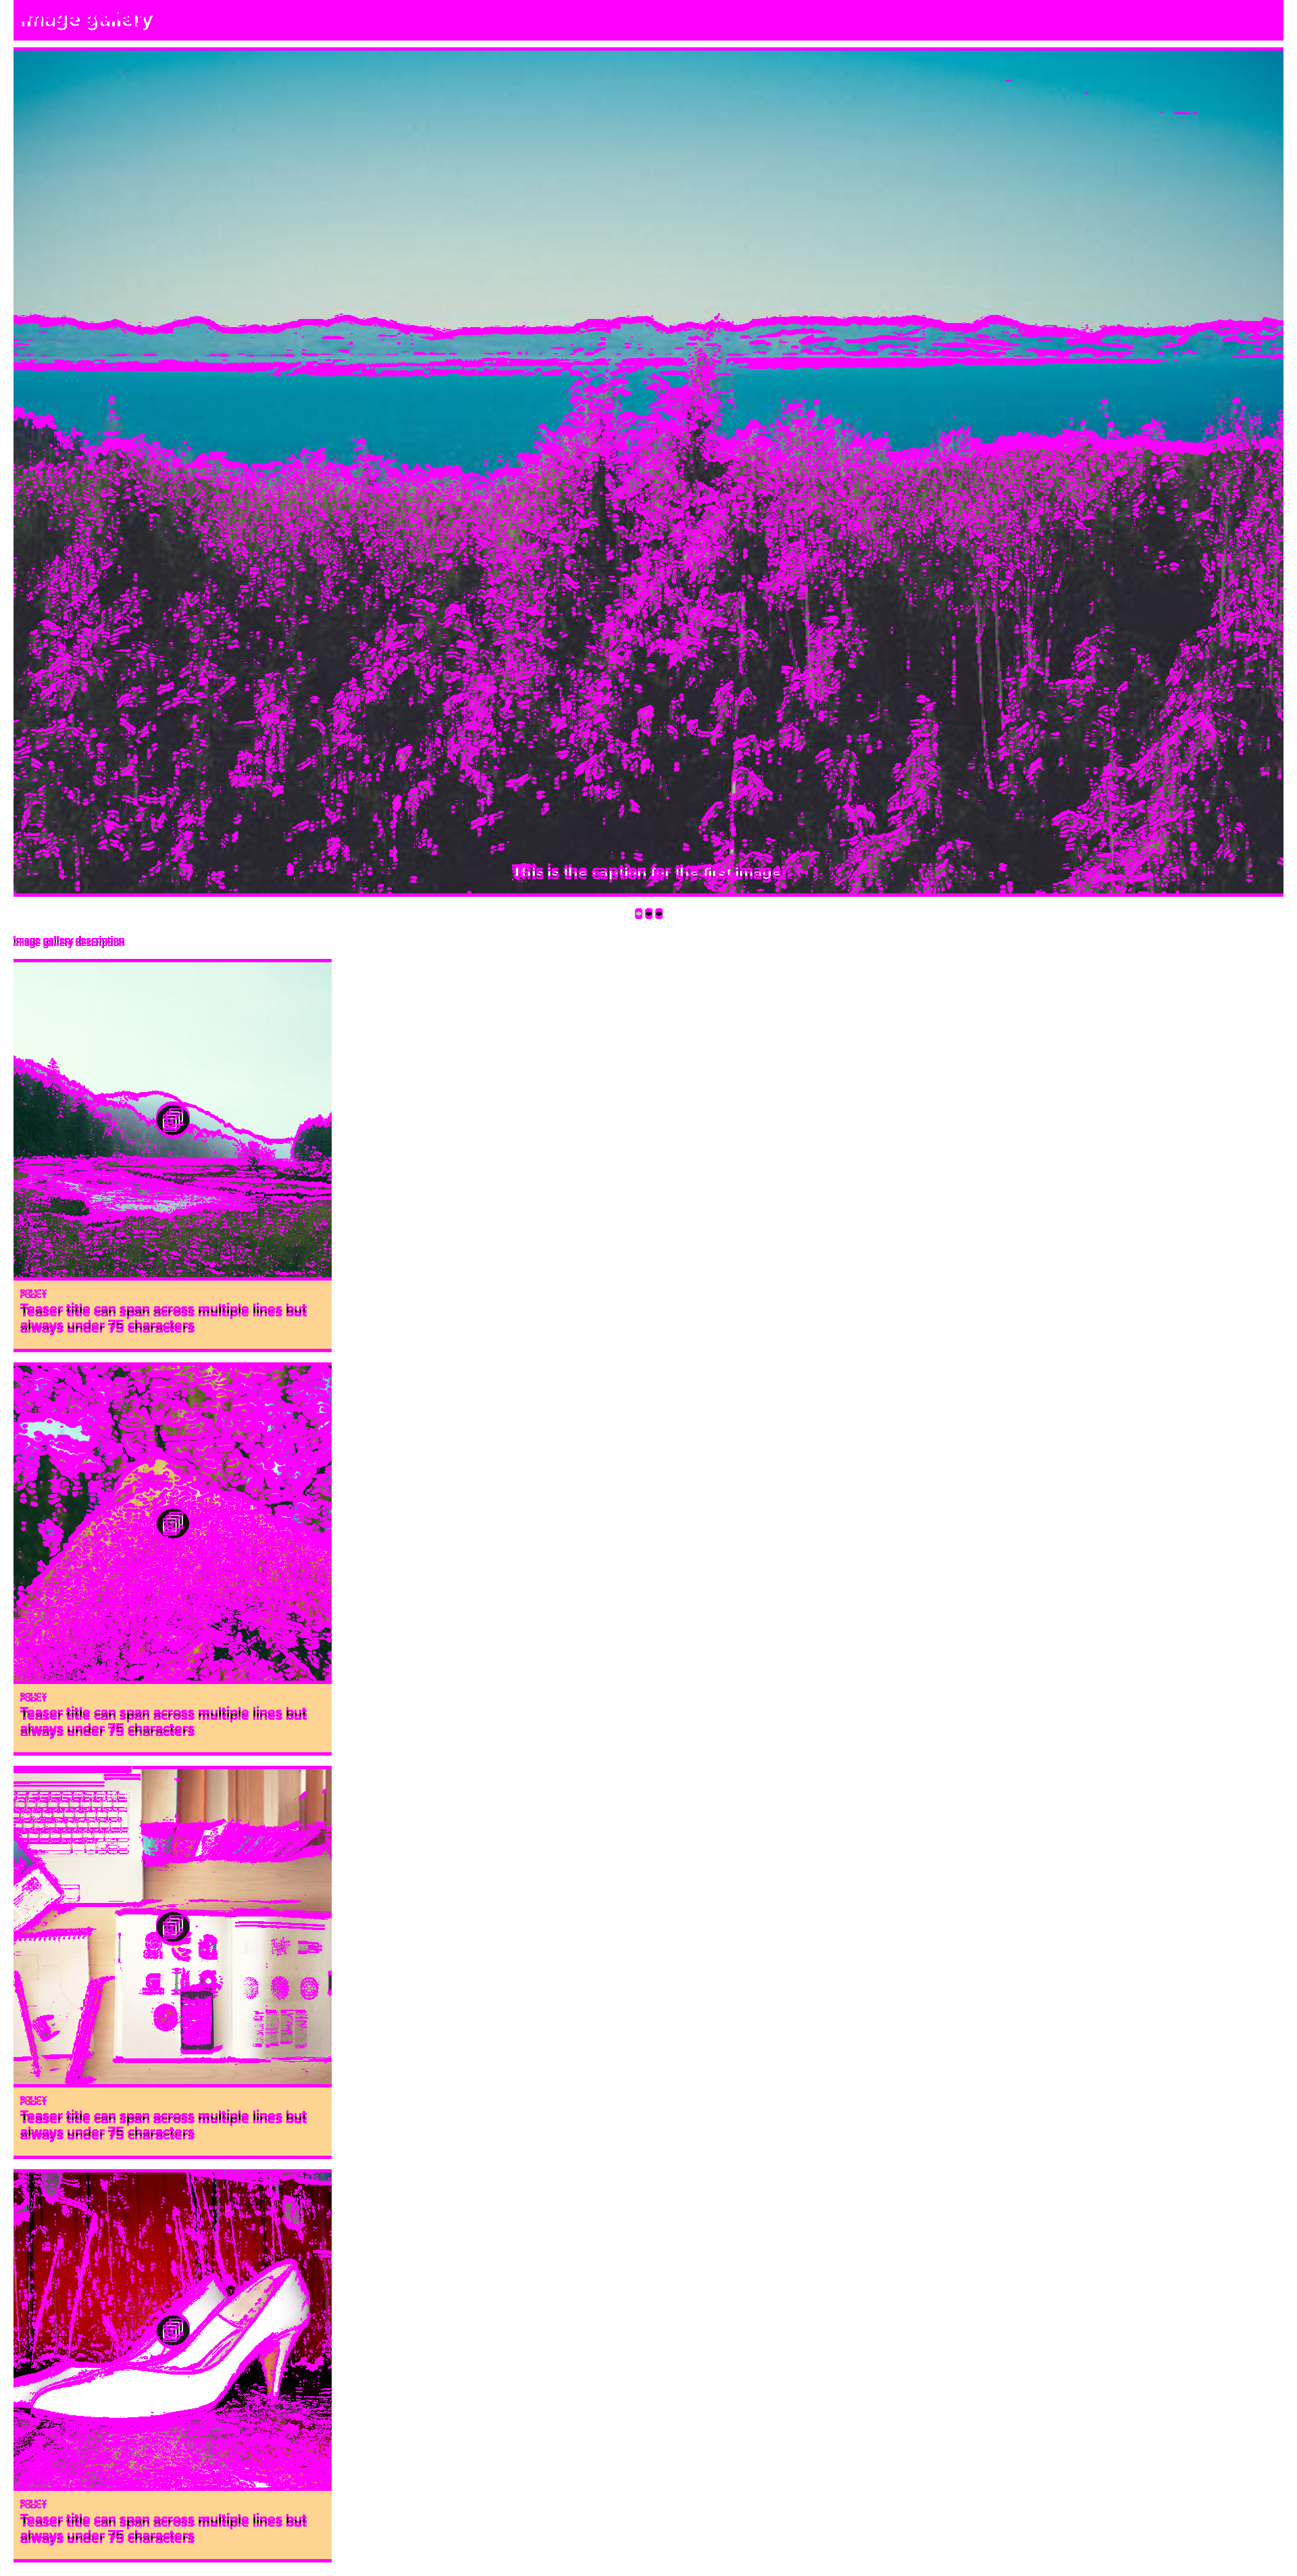 Image gallery
This is the caption for the first image
Image gallery description
POLICY
Teaser title can span across multiple lines but
always under 75 characters
POLICY
Teaser title can span across multiple lines but
always under 75 characters
POLICY
Teaser title can span across multiple lines but
always under 75 characters
POLICY
Teaser title can span across multiple lines but
always under 75 characters